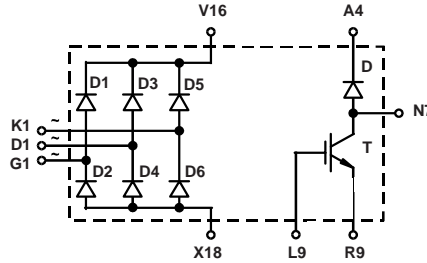 V16 A4
D1 D3 D5 D
K1 ~ N7
D1 ~ T
G1 ~
D2 D4 D6
X18 L9 R9